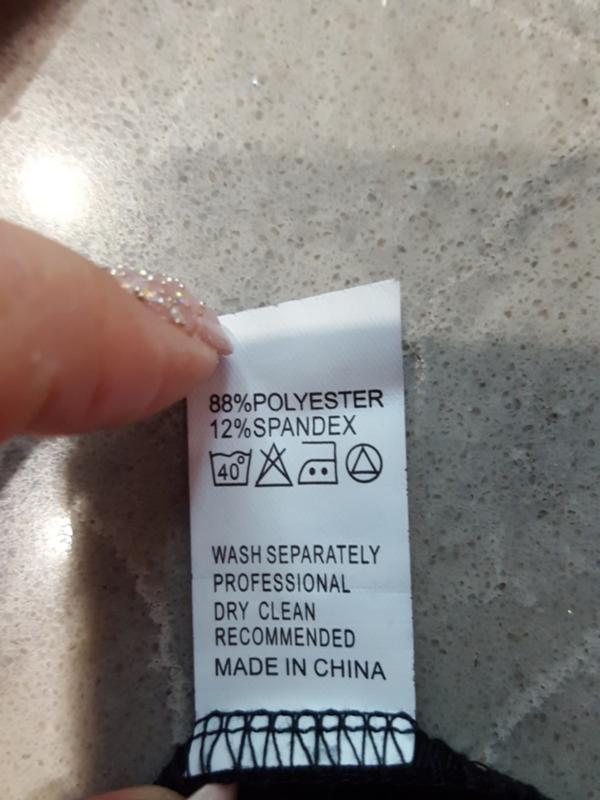 88%POLYESTER
12%SPANDEX
40°
WASH SEPARATELY
PROFESSIONAL
DRY CLEAN
RECOMMENDED
MADE IN CHINA